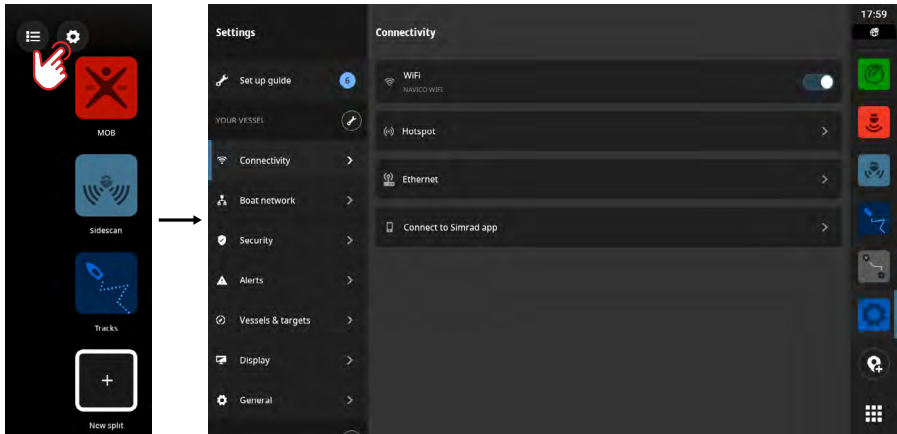 MOB
Sidescan
Tracks
+
New split
Settings
Set up guide
6
YOUR VESSEL
Connectivity
Boat network
Security
Alerts
Vessels & targets
Display
General
Connectivity
WiFi
NAVICO WIFI
Hotspot
Ethernet
Connect to Simrad app
17:59